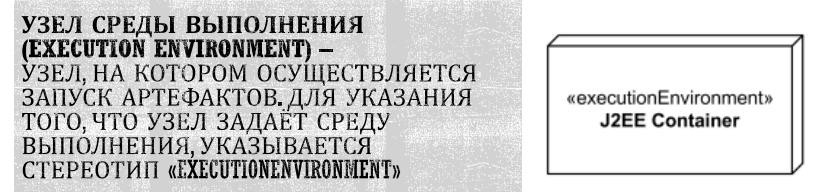 УЗЕЛ СРЕДЫ ВЫПОЛНЕНИЯ
(EXECUTION ENVIRONMENT) –
УЗЕЛ, НА КОТОРОМ ОСУЩЕСТВЛЯЕТСЯ
ЗАПУСК АРТЕФАКТОВ. ДЛЯ УКАЗАНИЯ
ТОГО, ЧТО УЗЕЛ ЗАДАЁТ СРЕДУ
ВЫПОЛНЕНИЯ, УКАЗЫВАЕТСЯ
СТЕРЕОТИП «EXECUTIONENVIRONMENT»
«executionEnvironment»
J2EE Container